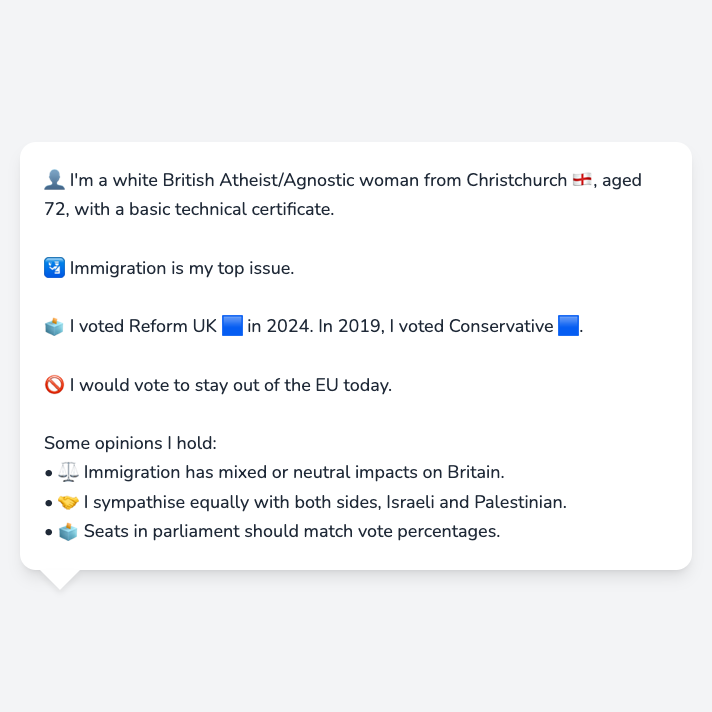 👤 I'm a white British Atheist/Agnostic woman from Christchurch 🏴󠁧󠁢󠁥󠁮󠁧󠁿, aged
72, with a basic technical certificate.
🛂 Immigration is my top issue.
🗳️ I voted Reform UK 🟦 in 2024. In 2019, I voted Conservative 🟦.
🚫 I would vote to stay out of the EU today.
Some opinions I hold:
• ⚖️ Immigration has mixed or neutral impacts on Britain.
• 🤝 I sympathise equally with both sides, Israeli and Palestinian.
• 🗳️ Seats in parliament should match vote percentages.